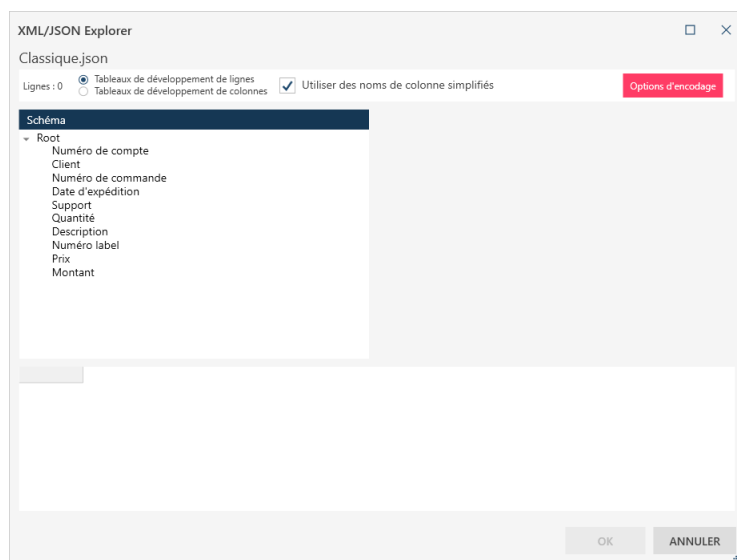 XML/JSON Explorer
Classique.json
Lignes : 0
Tableaux de développement de lignes
Tableaux de développement de colonnes
Utiliser des noms de colonne simplifiés
Options d'encodage
Schéma
Root
Numéro de compte
Client
Numéro de commande
Date d'expédition
Support
Quantité
Description
Numéro label
Prix
Montant
OK
ANNULER